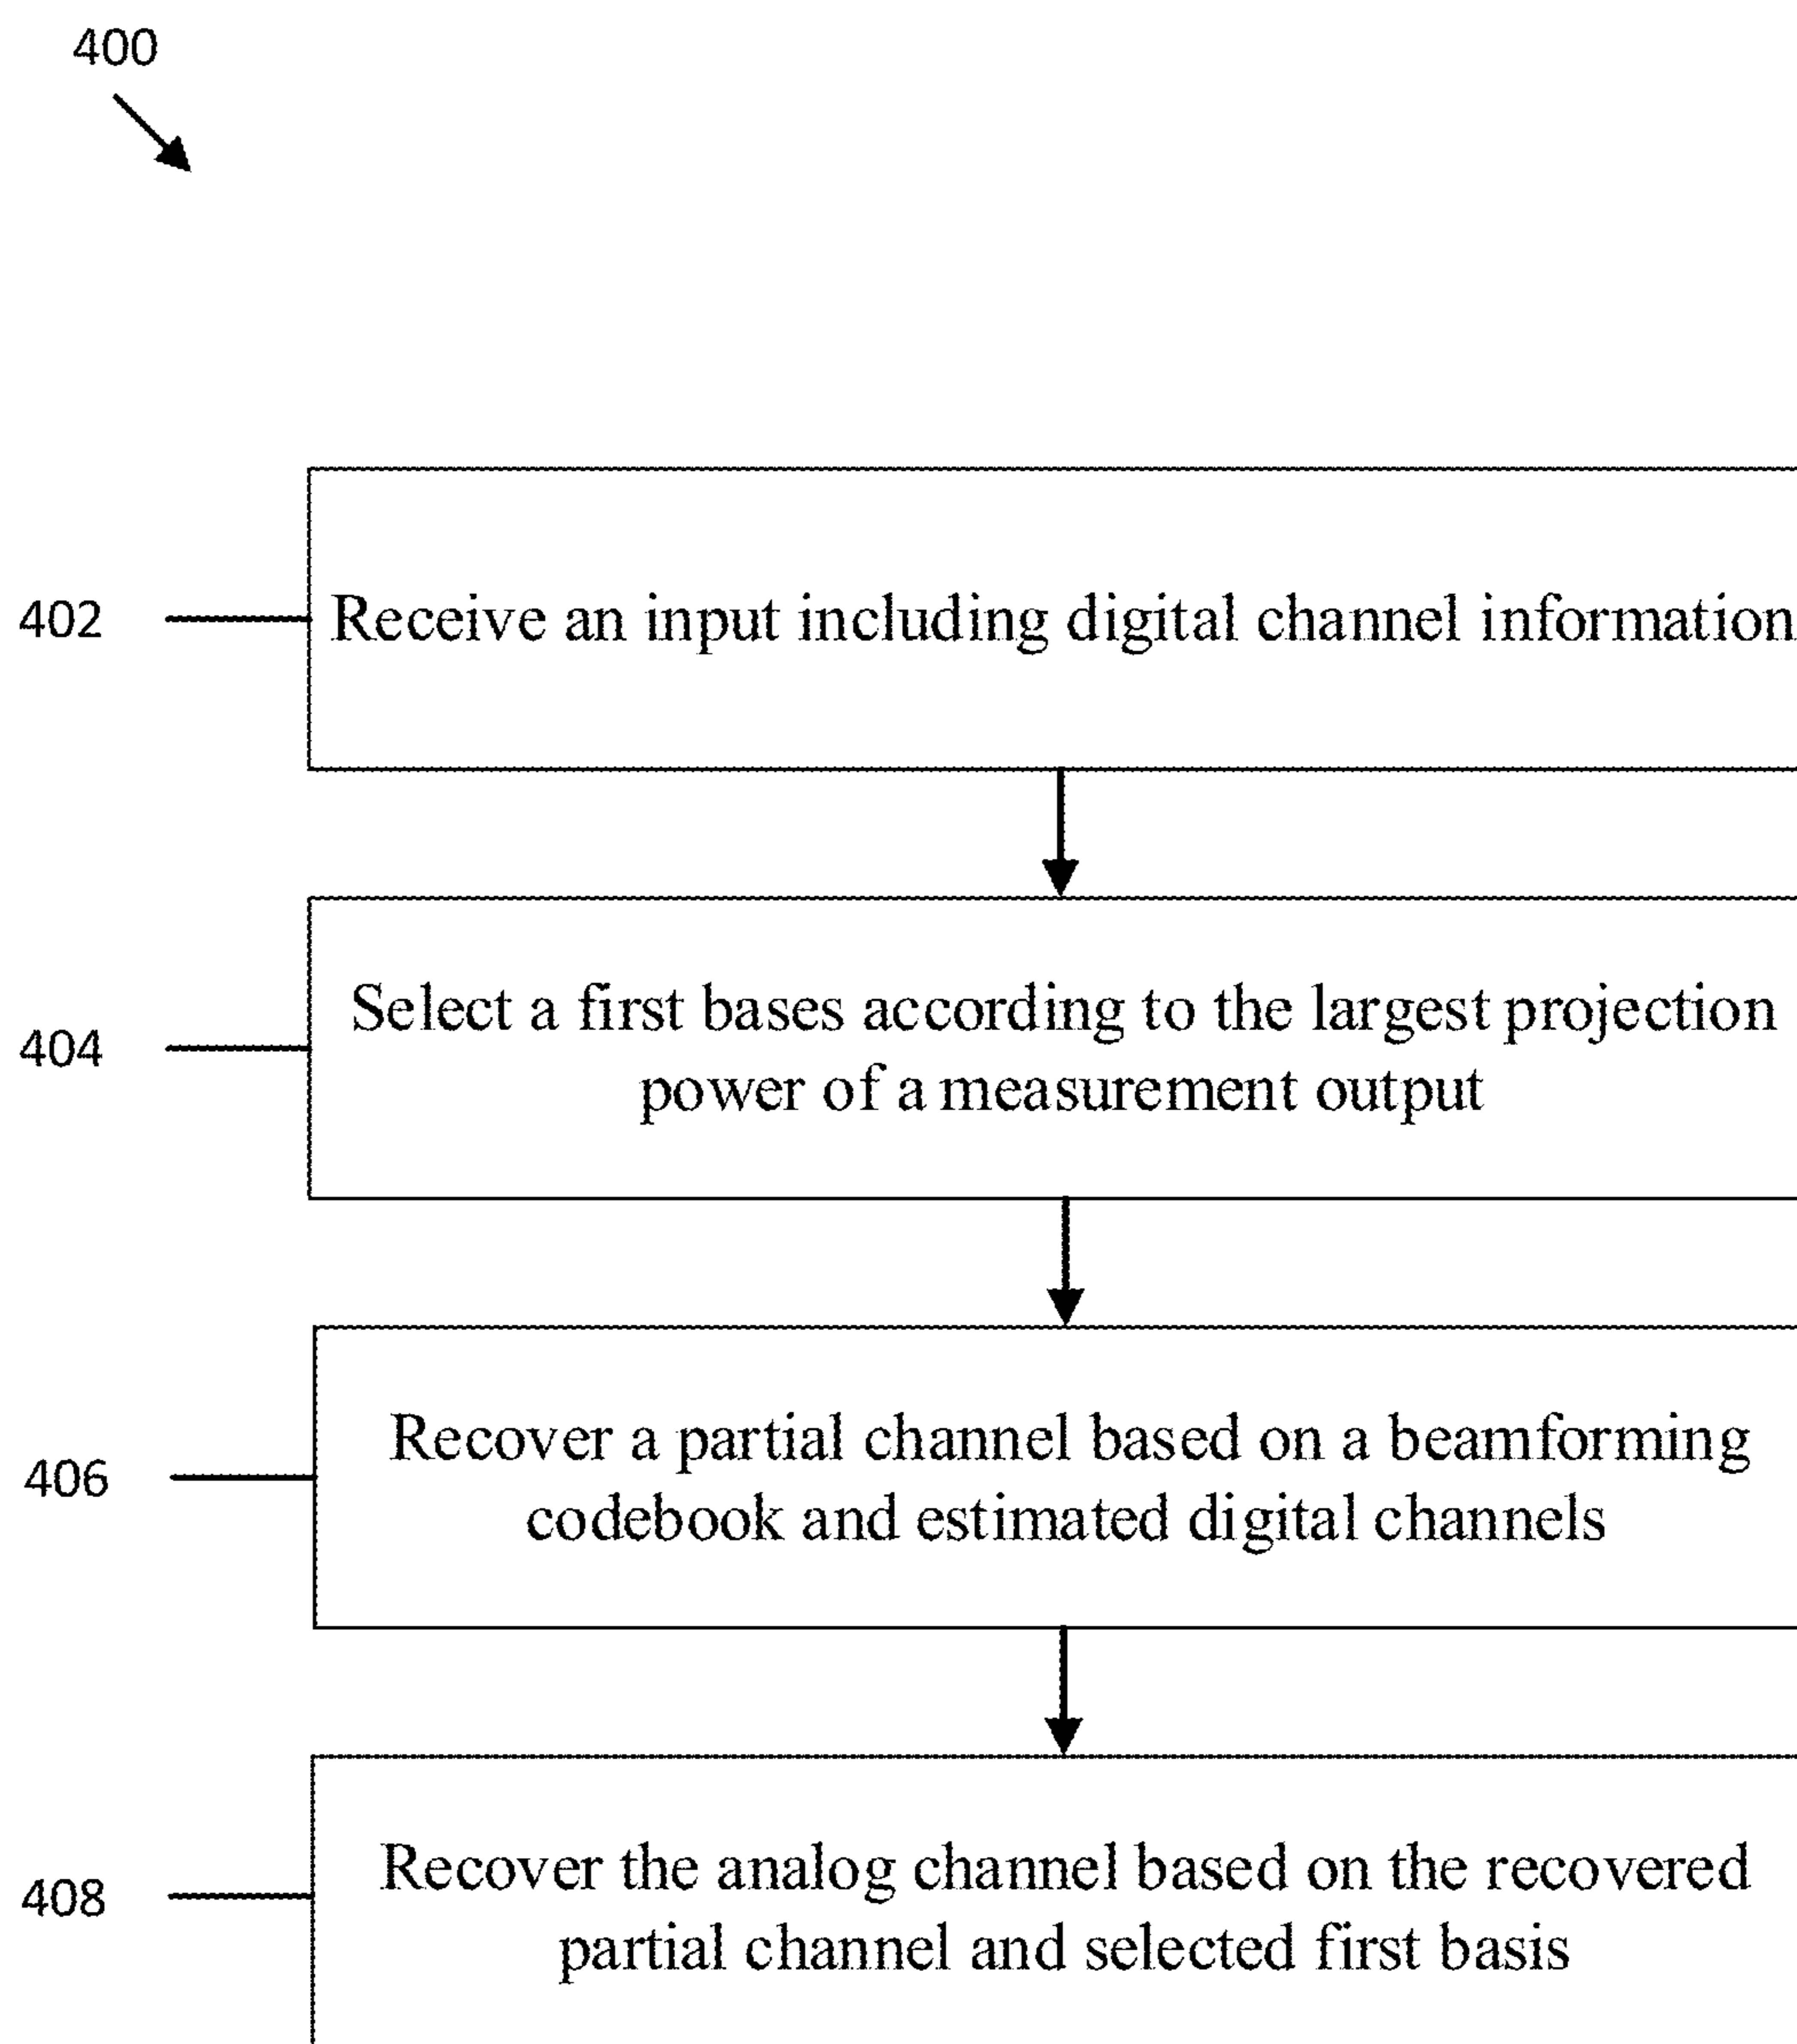 400
402
Receive an input including digital channel information
404
Select a first bases according to the largest projection
power of a measurement output
406
Recover a partial channel based on a beamforming
codebook and estimated digital channels
408
Recover the analog channel based on the recovered
partial channel and selected first basis